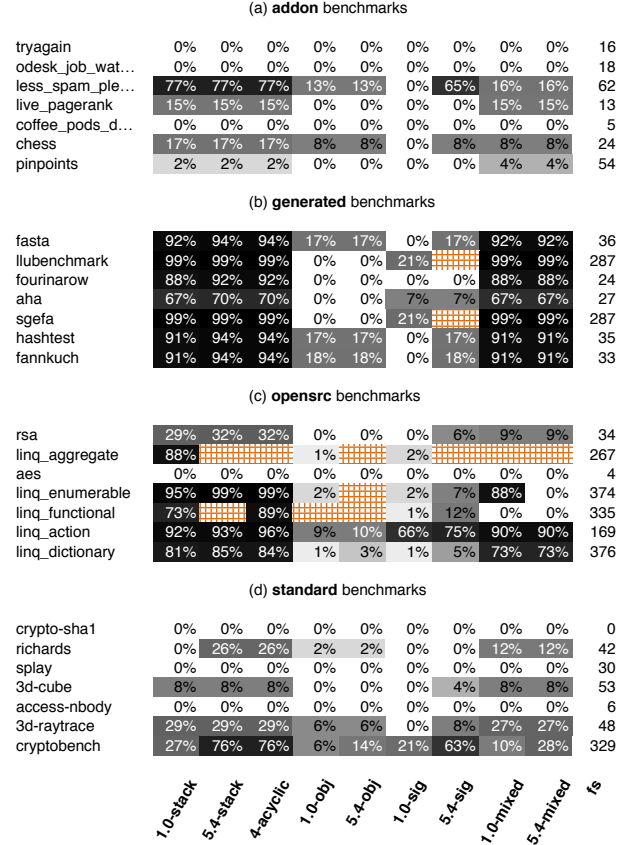 (a) addon benchmarks
tryagain 0% 0% 0% 0% 0% 0% 0% 0% 0% 16
odesk_job_wat… 0% 0% 0% 0% 0% 0% 0% 0% 0% 18
less_spam_ple… 77% 77% 77% 13% 13% 0% 65% 16% 16% 62
live_pagerank 15% 15% 15% 0% 0% 0% 0% 15% 15% 13
coffee_pods_d… 0% 0% 0% 0% 0% 0% 0% 0% 0% 5
chess 17% 17% 17% 8% 8% 0% 8% 8% 8% 24
pinpoints 2% 2% 2% 0% 0% 0% 0% 4% 4% 54
(b) generated benchmarks
fasta 92% 94% 94% 17% 17% 0% 17% 92% 92% 36
llubenchmark 99% 99% 99% 0% 0% 21% 99% 99% 287
fourinarow 88% 92% 92% 0% 0% 0% 0% 88% 88% 24
aha 67% 70% 70% 0% 0% 7% 7% 67% 67% 27
sgefa 99% 99% 99% 0% 0% 21% 99% 99% 287
hashtest 91% 94% 94% 17% 17% 0% 17% 91% 91% 35
fannkuch 91% 94% 94% 18% 18% 0% 18% 91% 91% 33
(c) opensrc benchmarks
rsa 29% 32% 32% 0% 0% 0% 6% 9% 9% 34
linq_aggregate 88% 1% 2% 267
aes 0% 0% 0% 0% 0% 0% 0% 0% 0% 4
linq_enumerable 95% 99% 99% 2% 2% 7% 88% 0% 374
linq_functional 73% 89% 1% 12% 0% 0% 335
linq_action 92% 93% 96% 9% 10% 66% 75% 90% 90% 169
linq_dictionary 81% 85% 84% 1% 3% 1% 5% 73% 73% 376
(d) standard benchmarks
crypto-sha1 0% 0% 0% 0% 0% 0% 0% 0% 0% 0
richards 0% 26% 26% 2% 2% 0% 0% 12% 12% 42
splay 0% 0% 0% 0% 0% 0% 0% 0% 0% 30
3d-cube 8% 8% 8% 0% 0% 0% 4% 8% 8% 53
access-nbody 0% 0% 0% 0% 0% 0% 0% 0% 0% 6
3d-raytrace 29% 29% 29% 6% 6% 0% 8% 27% 27% 48
cryptobench 27% 76% 76% 6% 14% 21% 63% 10% 28% 329
1.0-stack 5.4-stack 4-acyclic 1.0-obj 5.4-obj 1.0-sig 5.4-sig 1.0-mixed 5.4-mixed fs